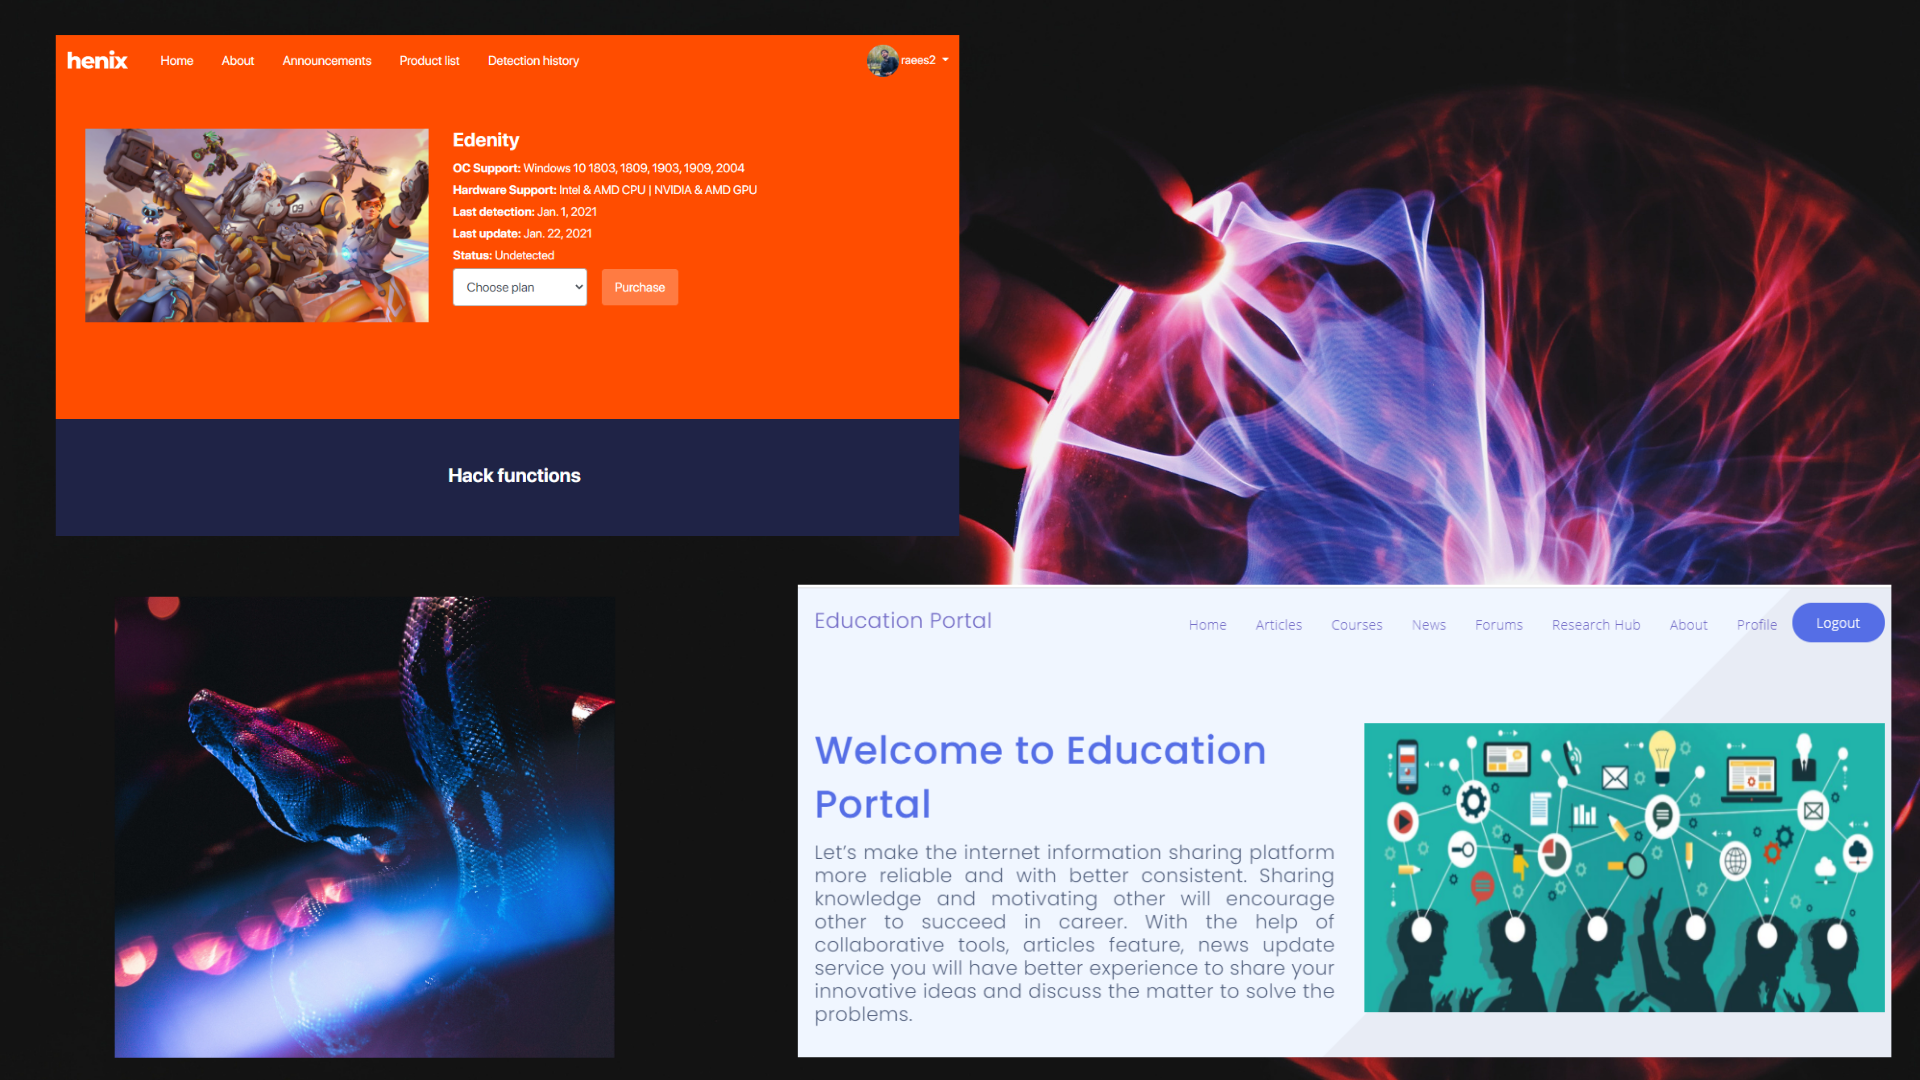 henix Home About Announcements Product list Detection history raees2
Edenity
OC Support: Windows 10 1803, 1809, 1903, 1909, 2004
Hardware Support: Intel & AMD CPU | NVIDIA & AMD GPU
Last detection: Jan. 1, 2021
Last update: Jan. 22, 2021
Status: Undetected
Choose plan Purchase
Hack functions
09
Education Portal Home Articles Courses News Forums Research Hub About Profile Logout
Welcome to Education
Portal
Let's make the internet information sharing platform
more reliable and with better consistent. Sharing
knowledge and motivating other will encourage
other to succeed in career. With the help of
collaborative tools, articles feature, news update
service you will have better experience to share your
innovative ideas and discuss the matter to solve the
problems.